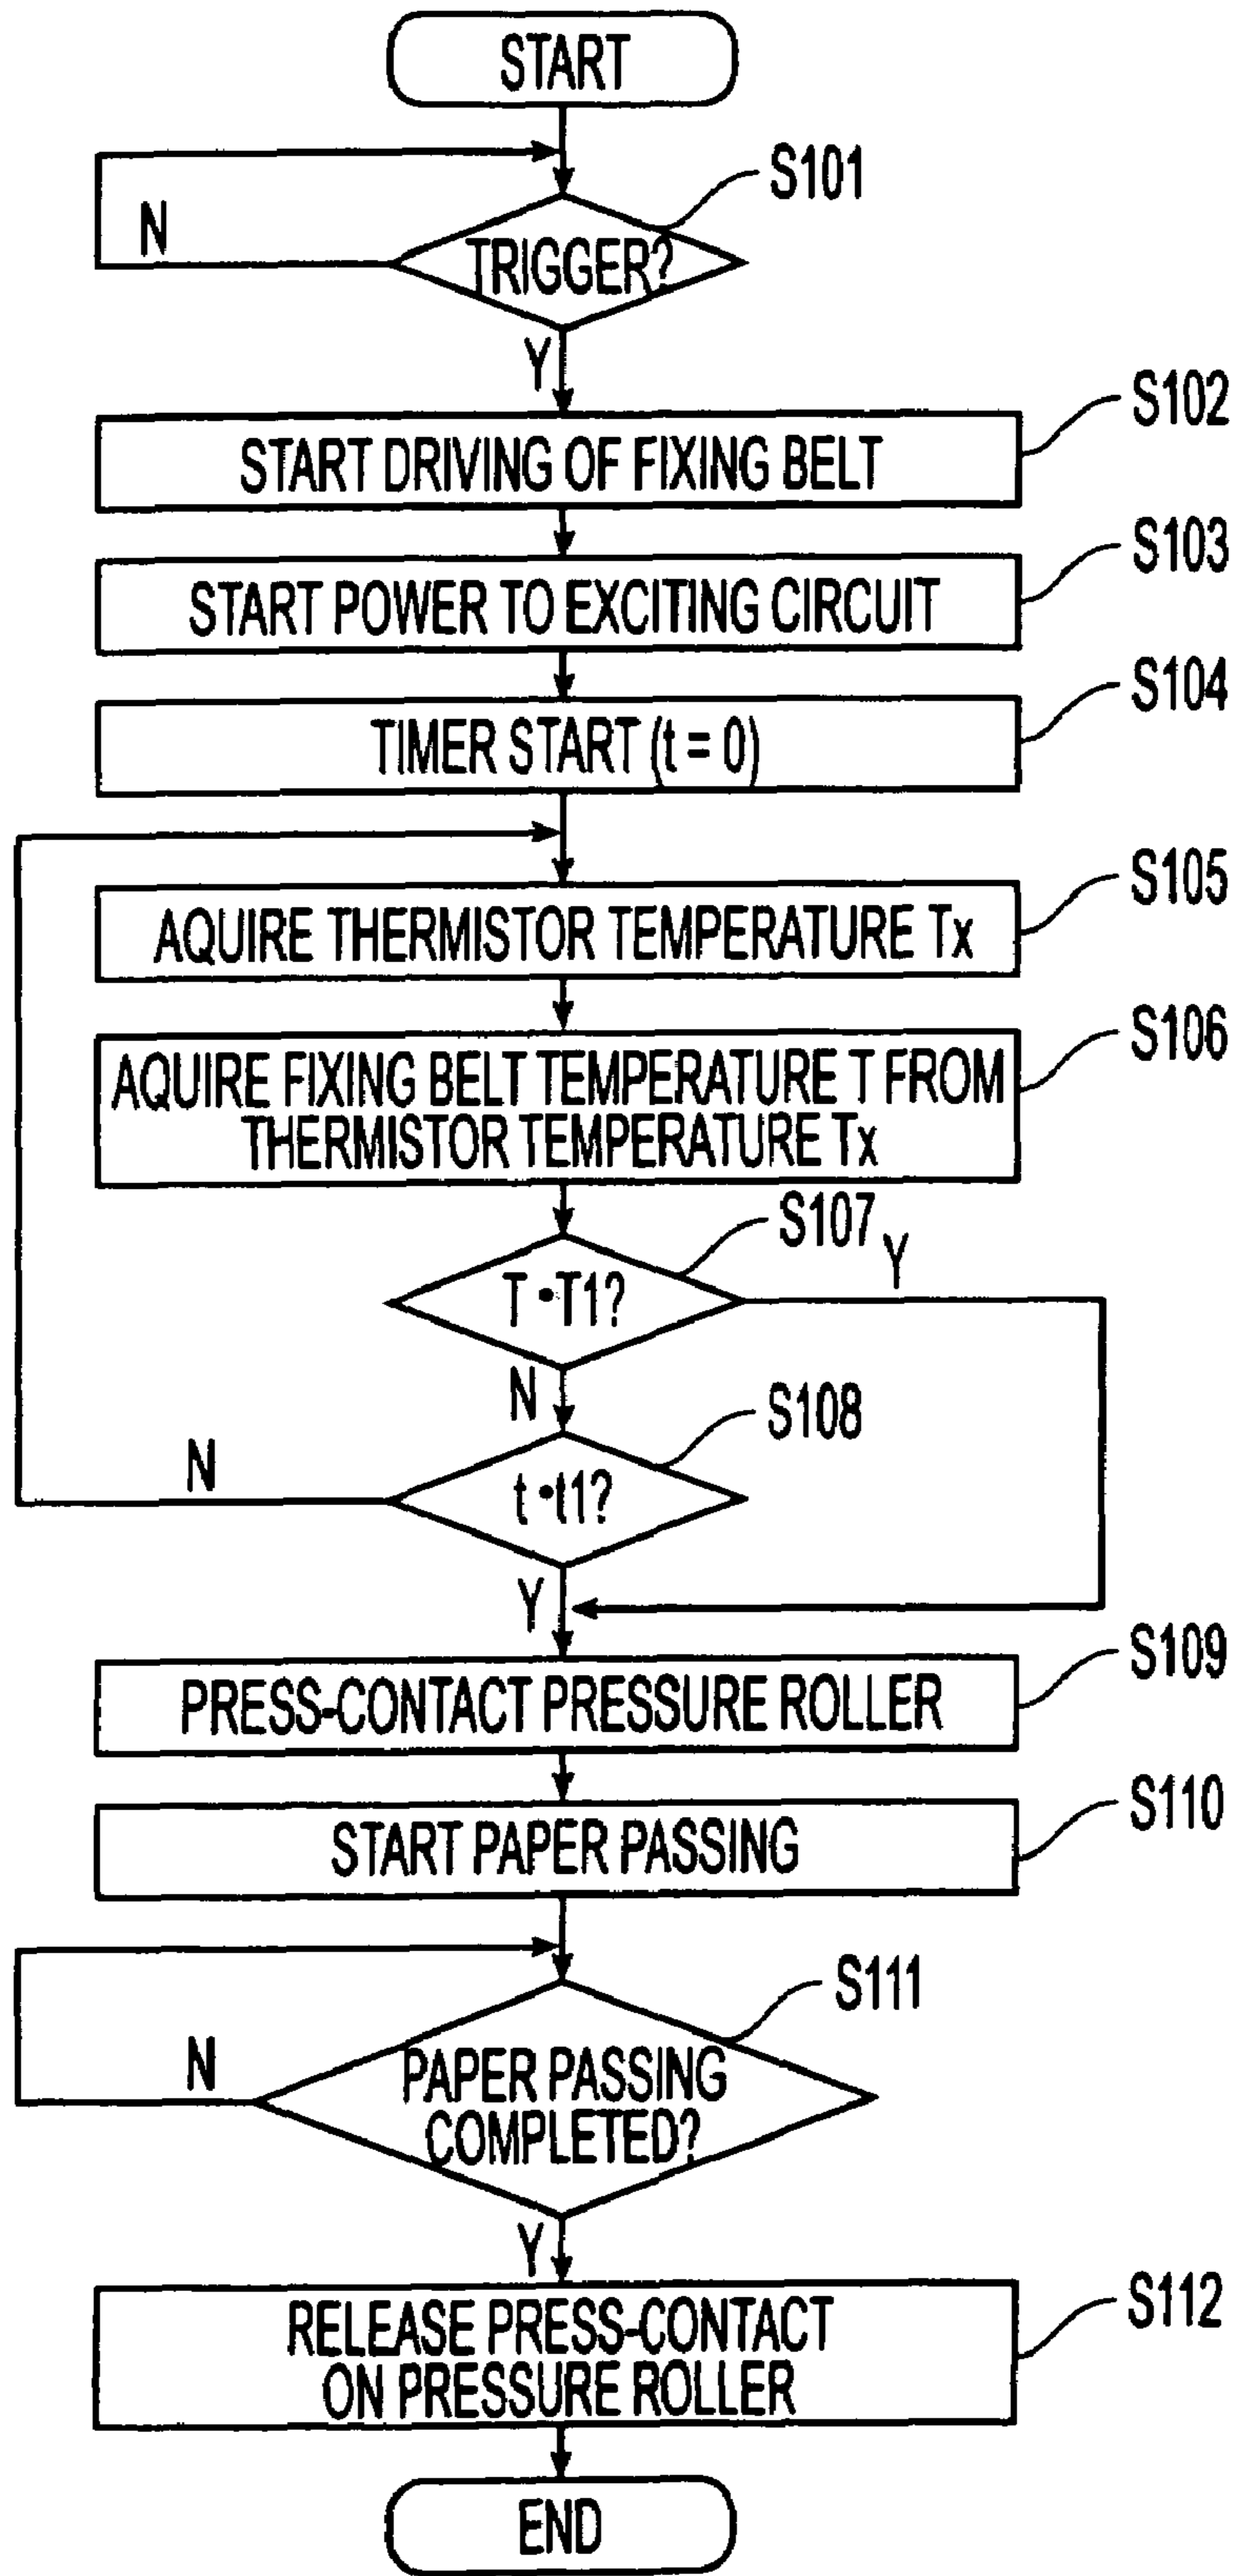 START
S101
N
TRIGGER?
Y
S102
START DRIVING OF FIXING BELT
S103
START POWER TO EXCITING CIRCUIT
S104
TIMER START (t = 0)
S105
AQUIRE THERMISTOR TEMPERATURE Tx
S106
AQUIRE FIXING BELT TEMPERATURE T FROM
THERMISTOR TEMPERATURE Tx
S107
Y
T •T1?
N
S108
N
t •t1?
Y
S109
PRESS-CONTACT PRESSURE ROLLER
S110
START PAPER PASSING
S111
N
PAPER PASSING
COMPLETED?
Y
S112
RELEASE PRESS-CONTACT
ON PRESSURE ROLLER
END